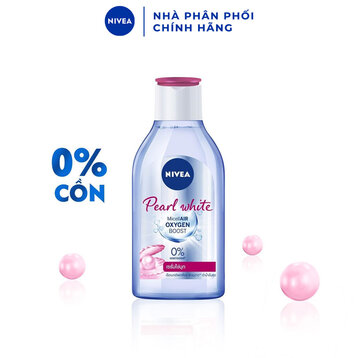 NIVEA
NHÀ PHÂN PHỐI
CHÍNH HÃNG
0%
CỒN
NIVEA
Pearl white
MicellAIR
OXYGEN
BOOST
0%